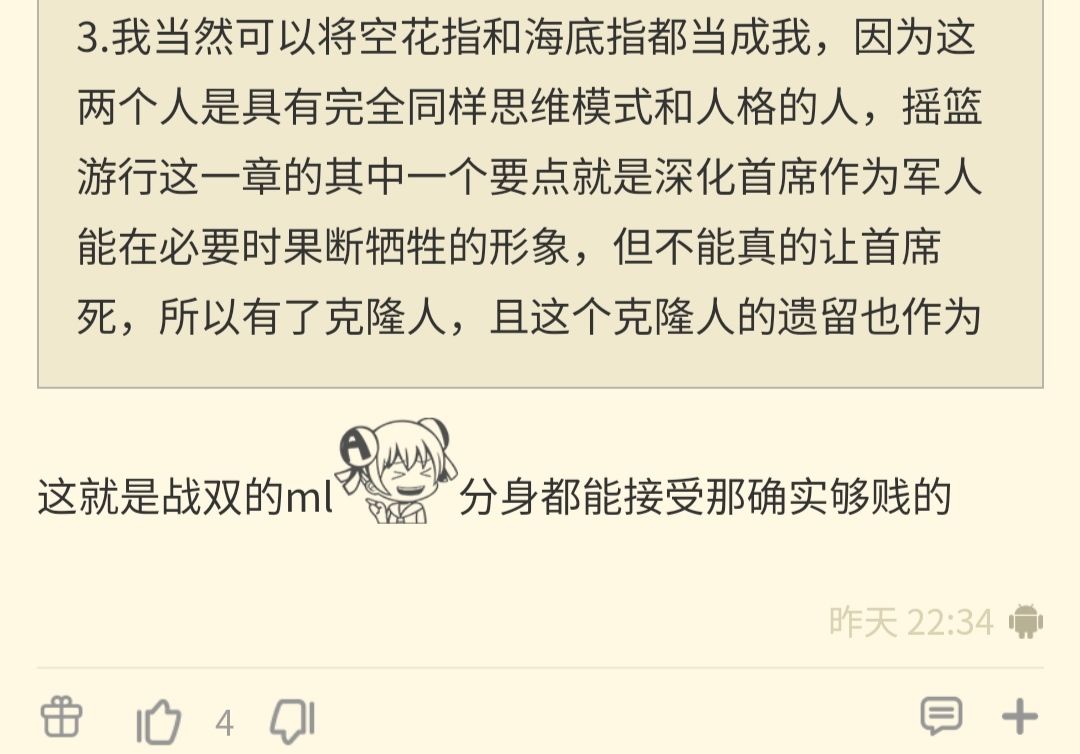 3.我当然可以将空花指和海底指都当成我，因为这
两个人是具有完全同样思维模式和人格的人，摇篮
游行这一章的其中一个要点就是深化首席作为军人
能在必要时果断牺牲的形象，但不能真的让首席
死，所以有了克隆人，且这个克隆人的遗留也作为
这就是战双的ml分身都能接受那确实够贱的
昨天 22:34
4